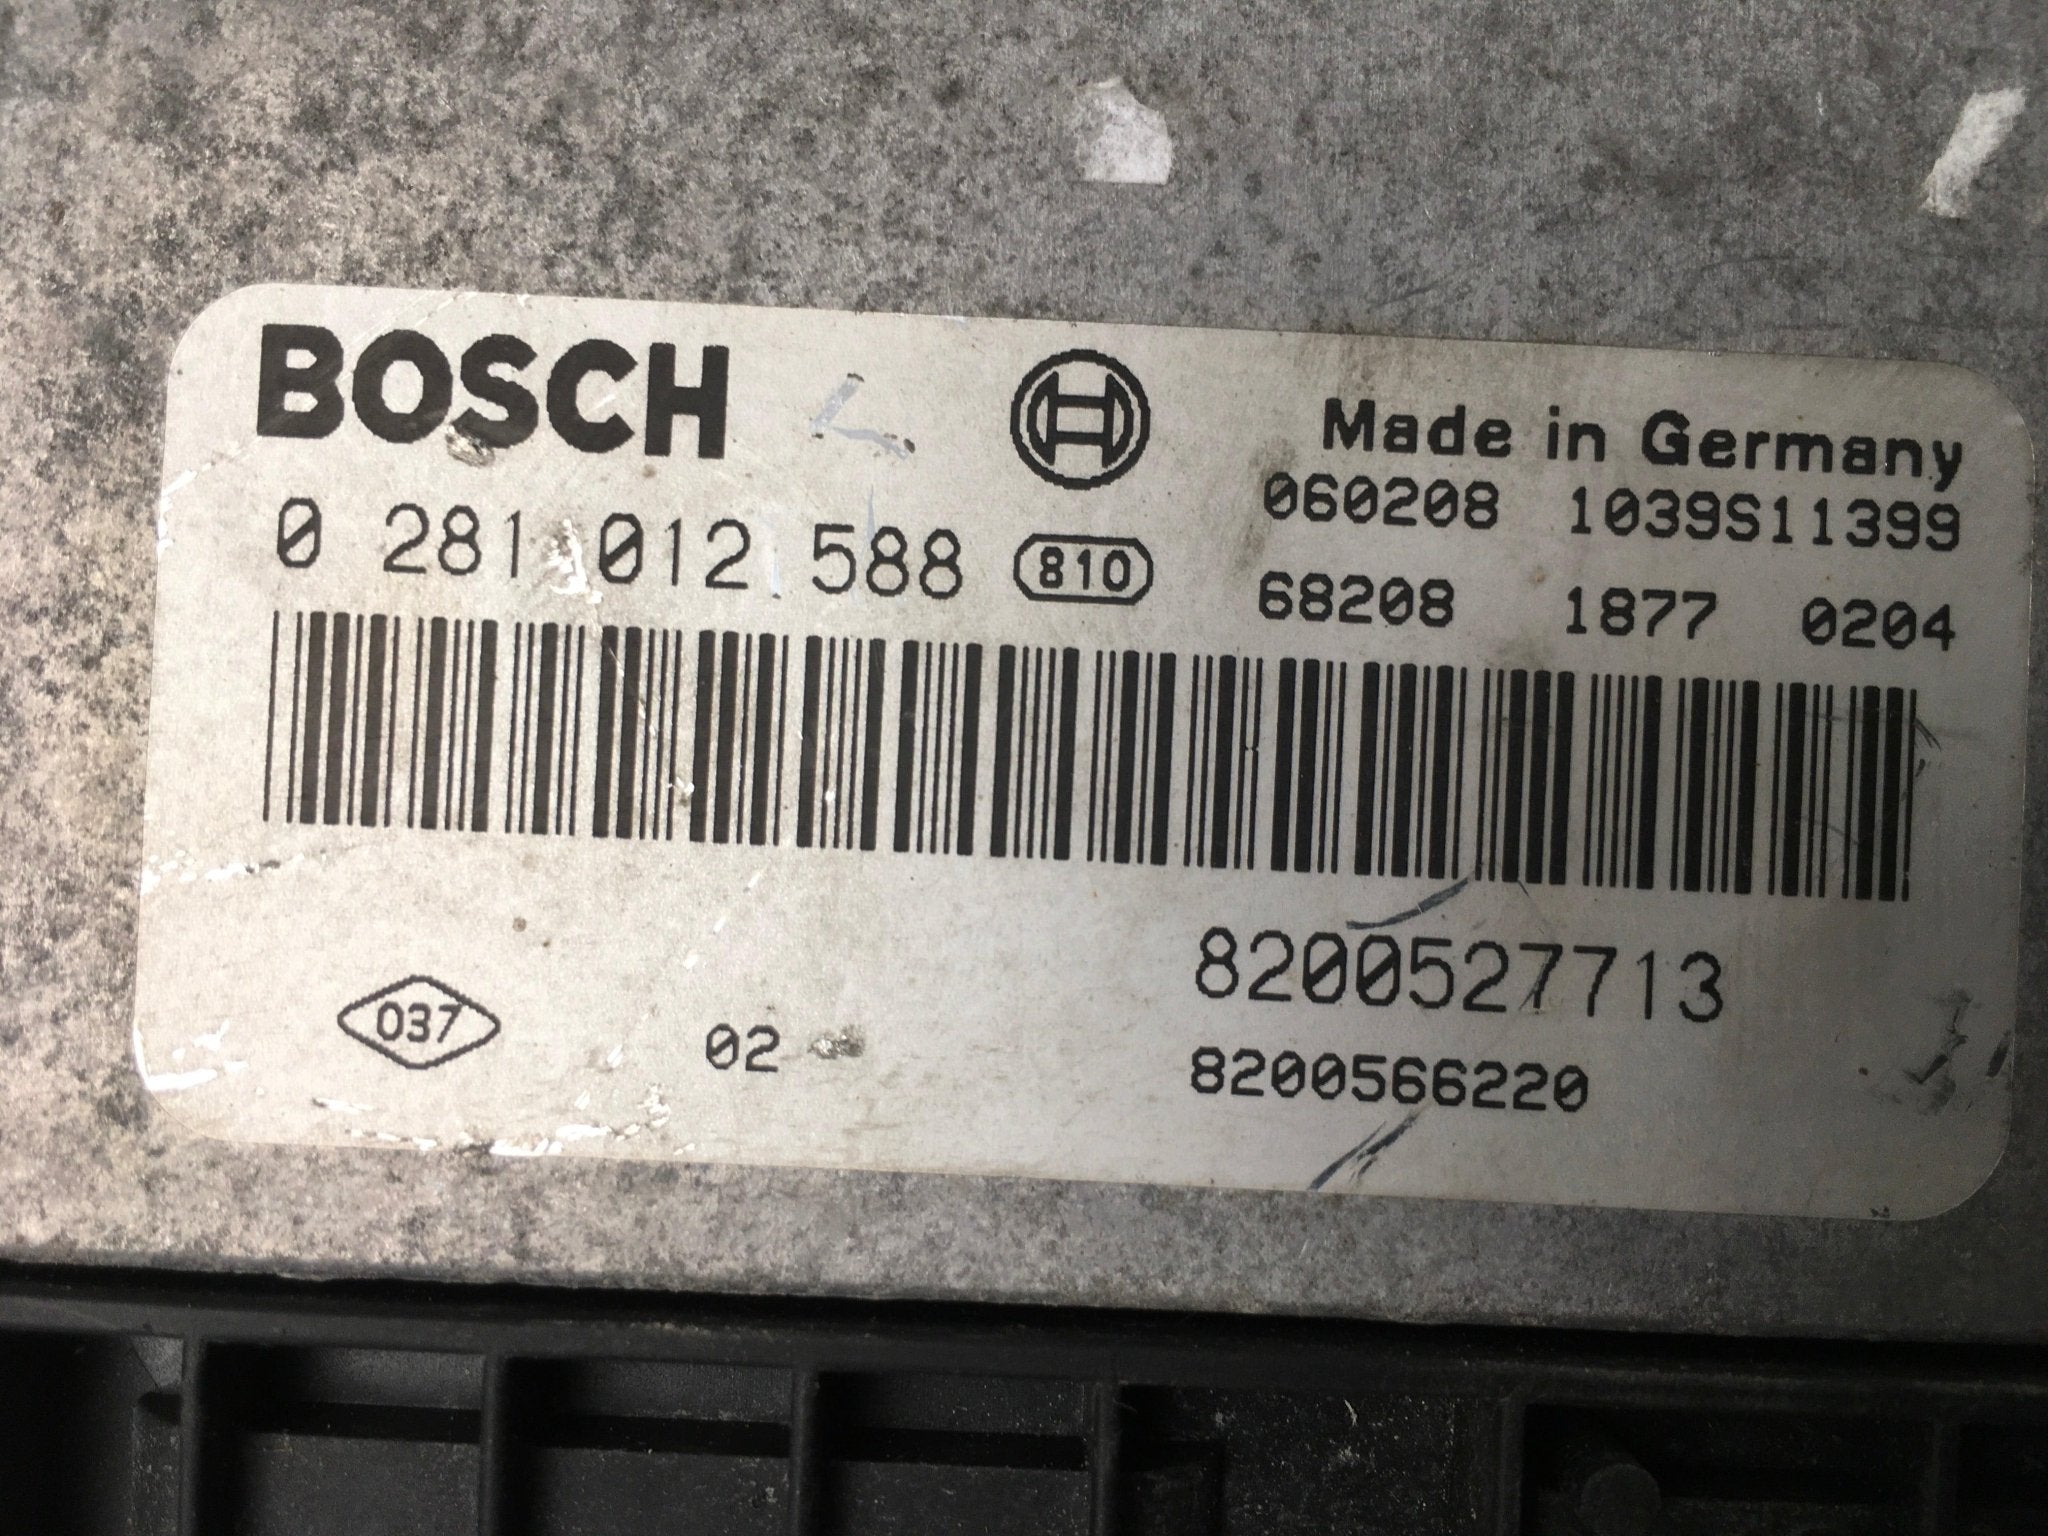 BOSCH
Made in Germany
060208 1039S11399
0 281 012 588 810
68208 1877 0204
8200527713
037 02
8200566220